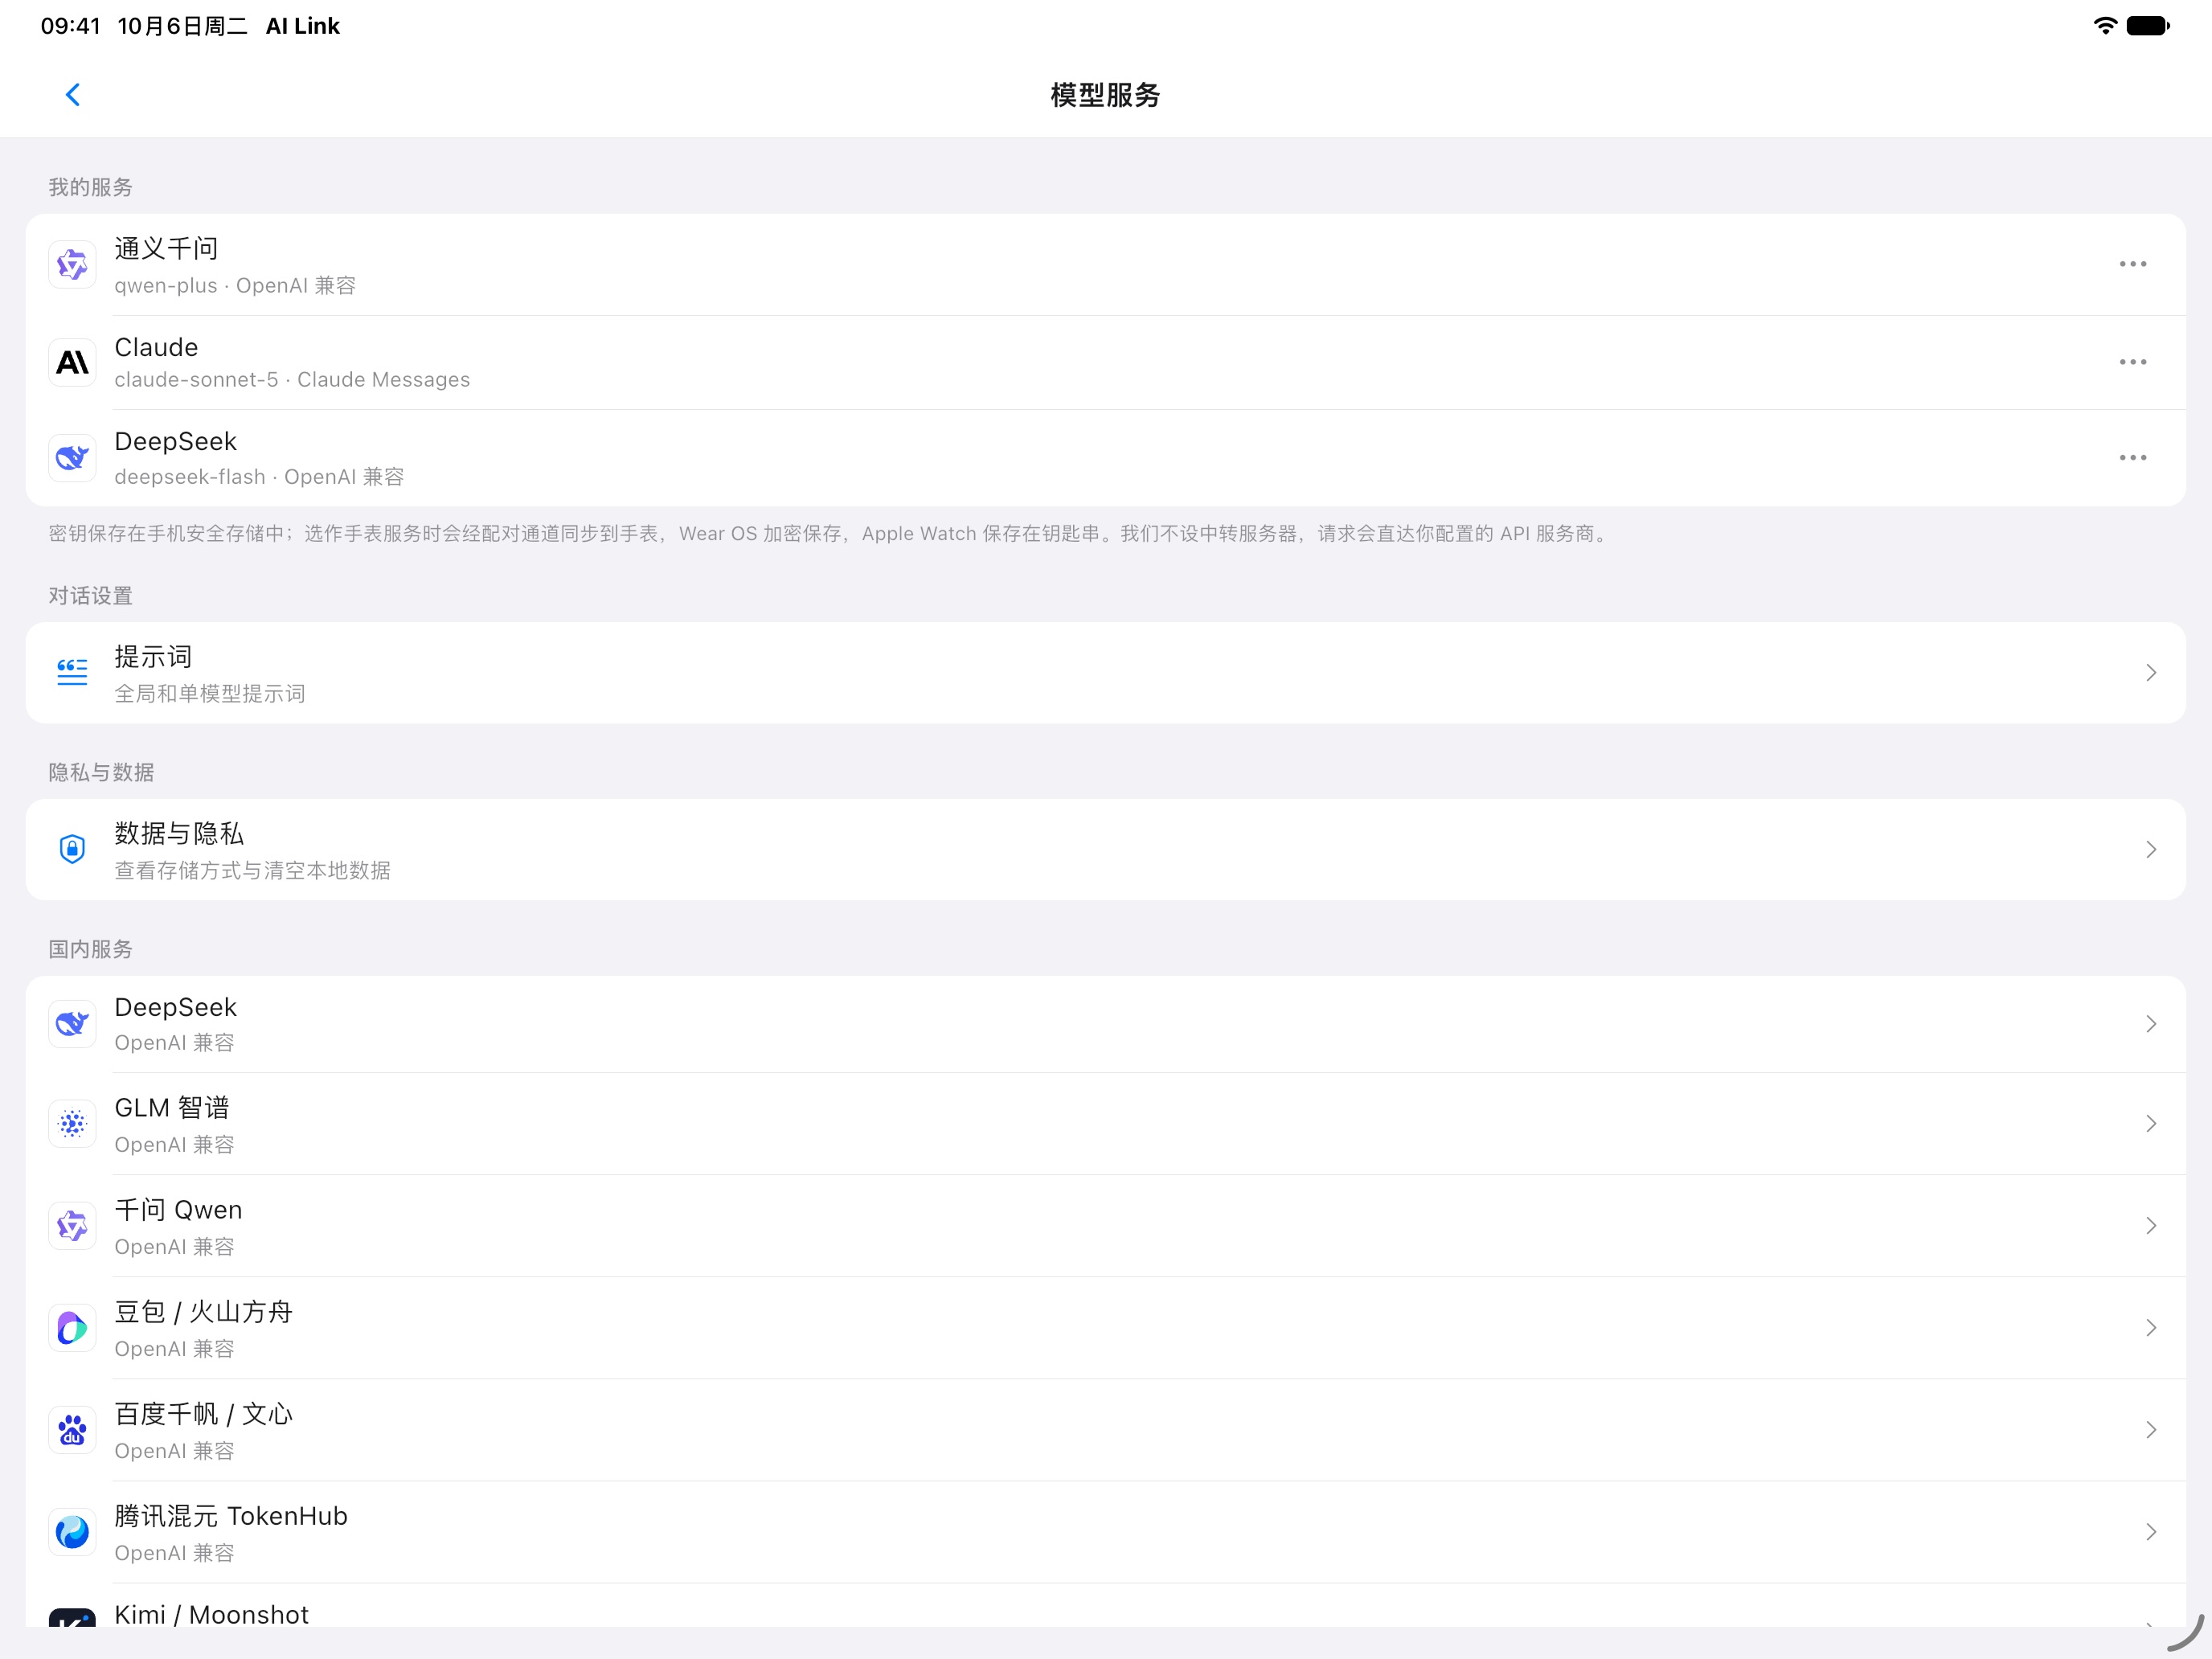 09:41 10月6日周二 AI Link
模型服务
我的服务
通义千问
qwen-plus · OpenAI 兼容
Claude
claude-sonnet-5 · Claude Messages
DeepSeek
deepseek-flash · OpenAI 兼容
密钥保存在手机安全存储中；选作手表服务时会经配对通道同步到手表，Wear OS 加密保存，Apple Watch 保存在钥匙串。我们不设中转服务器，请求会直达你配置的 API 服务商。
对话设置
提示词
全局和单模型提示词
隐私与数据
数据与隐私
查看存储方式与清空本地数据
国内服务
DeepSeek
OpenAI 兼容
GLM 智谱
OpenAI 兼容
千问 Qwen
OpenAI 兼容
豆包 / 火山方舟
OpenAI 兼容
百度千帆 / 文心
OpenAI 兼容
腾讯混元 TokenHub
OpenAI 兼容
Kimi / Moonshot